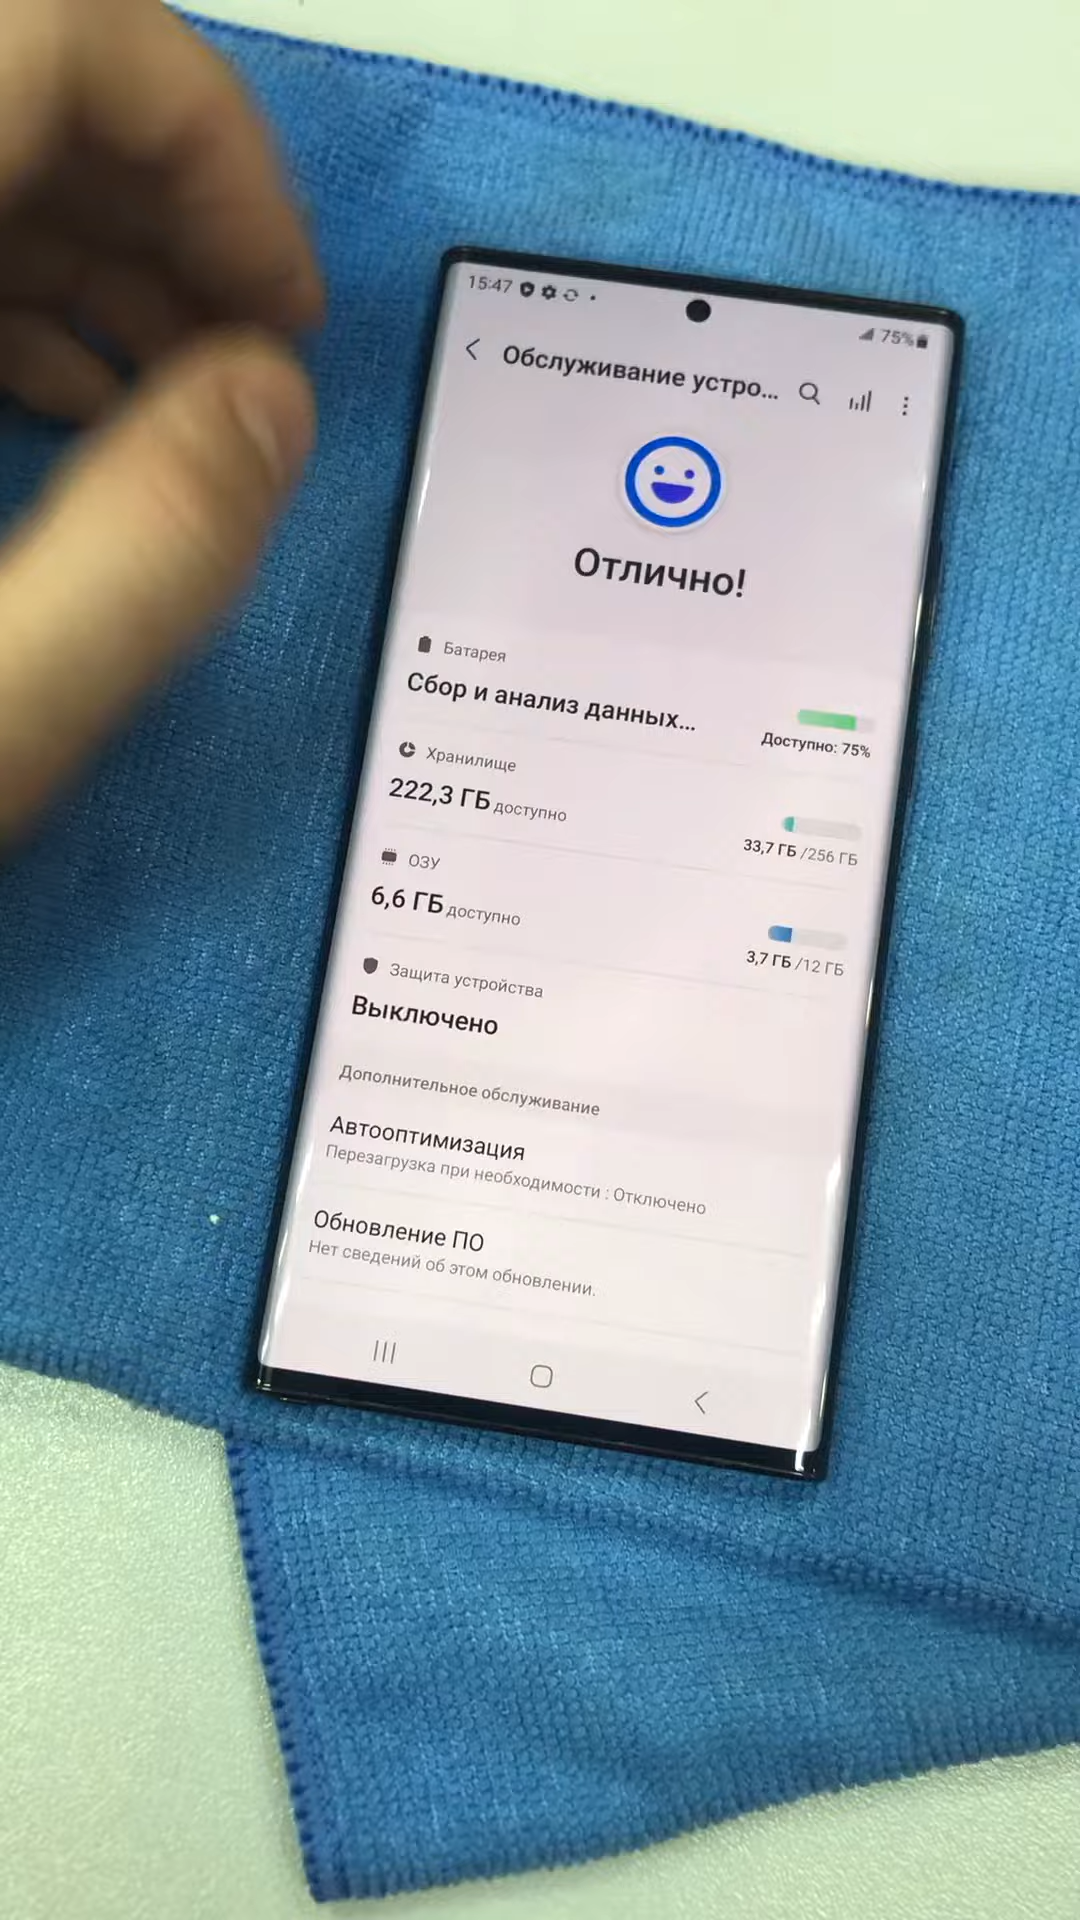 15:47
75%
Обслуживание устро...
Отлично!
Батарея
Сбор и анализ данных...
Доступно: 75%
Хранилище
222,3 ГБ доступно
33,7 ГБ /256 ГБ
ОЗУ
6,6 ГБ доступно
3,7 ГБ /12 ГБ
Защита устройства
Выключено
Дополнительное обслуживание
Автооптимизация
Перезагрузка при необходимости : Отключено
Обновление ПО
Нет сведений об этом обновлении.